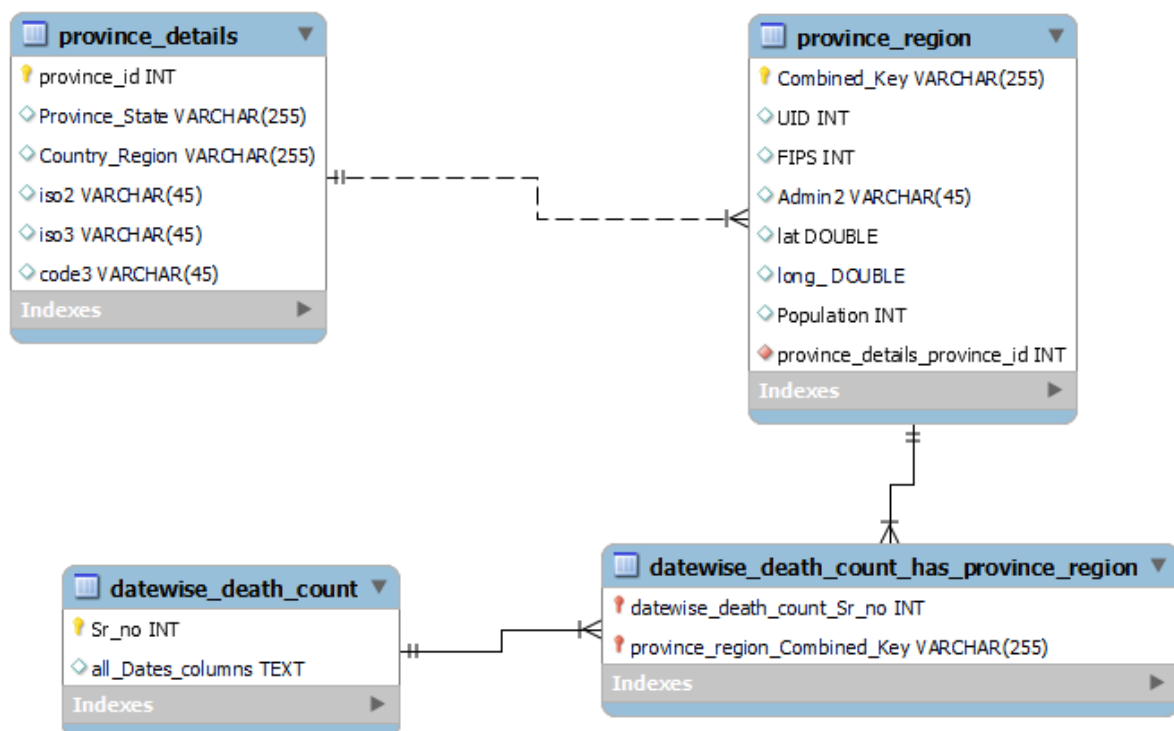 province_details
province_id INT
Province_State VARCHAR(255)
Country_Region VARCHAR(255)
iso2 VARCHAR(45)
iso3 VARCHAR(45)
code3 VARCHAR(45)
Indexes
province_region
Combined_Key VARCHAR(255)
UID INT
FIPS INT
Admin2 VARCHAR(45)
lat DOUBLE
long_ DOUBLE
Population INT
province_details_province_id INT
Indexes
datewise_death_count
Sr_no INT
all_Dates_columns TEXT
Indexes
datewise_death_count_has_province_region
datewise_death_count_Sr_no INT
province_region_Combined_Key VARCHAR(255)
Indexes